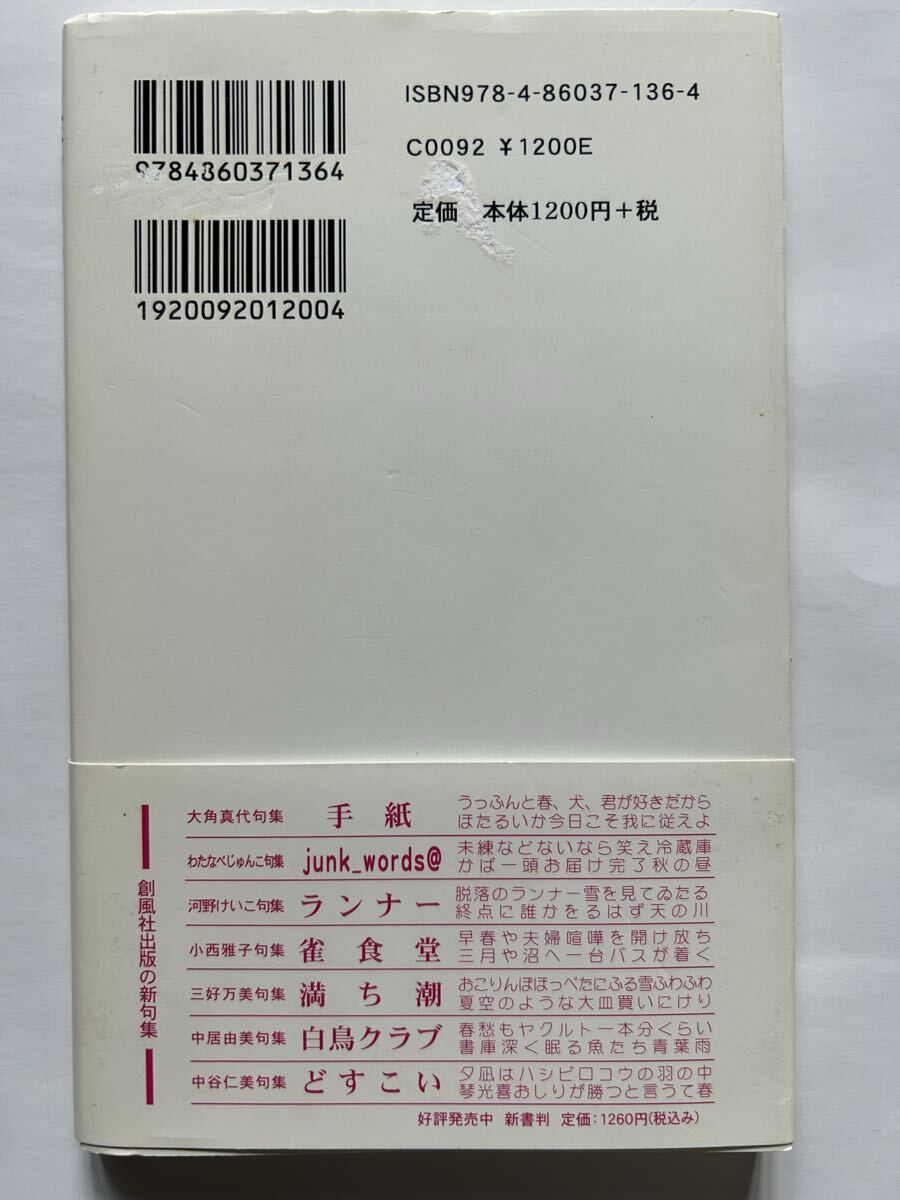 ISBN978-4-86037-136-4
C0092 ¥1200E
定価 本体1200円+税
9784860371364
1920092012004
創風社出版の新句集
大角真代句集 手紙 うっふんと春、犬、君が好きだから
ほたるいか今日こそ我に従えよ
わたなべじゅんこ句集 junk_words@ 未練などないなら笑え冷蔵庫
かば一頭お届け完了秋の昼
河野けいこ句集 ランナー 脱落のランナー雪を見てゐたる
終点に誰かをるはず天の川
小西雅子句集 雀食堂 早春や夫婦喧嘩を開け放ち
三月や沼へ一台バスが着く
三好万美句集 満ち潮 おこりんぼほっぺたにふる雪ふわふわ
夏空のような大皿買いにけり
中居由美句集 白鳥クラブ 春愁もヤクルト一本分くらい
書庫深く眠る魚たち青葉雨
中谷仁美句集 どすこい 夕凪はハシビロコウの羽の中
琴光喜おしりが勝つと言うて春
好評発売中 新書判 定価:1260円(税込み)